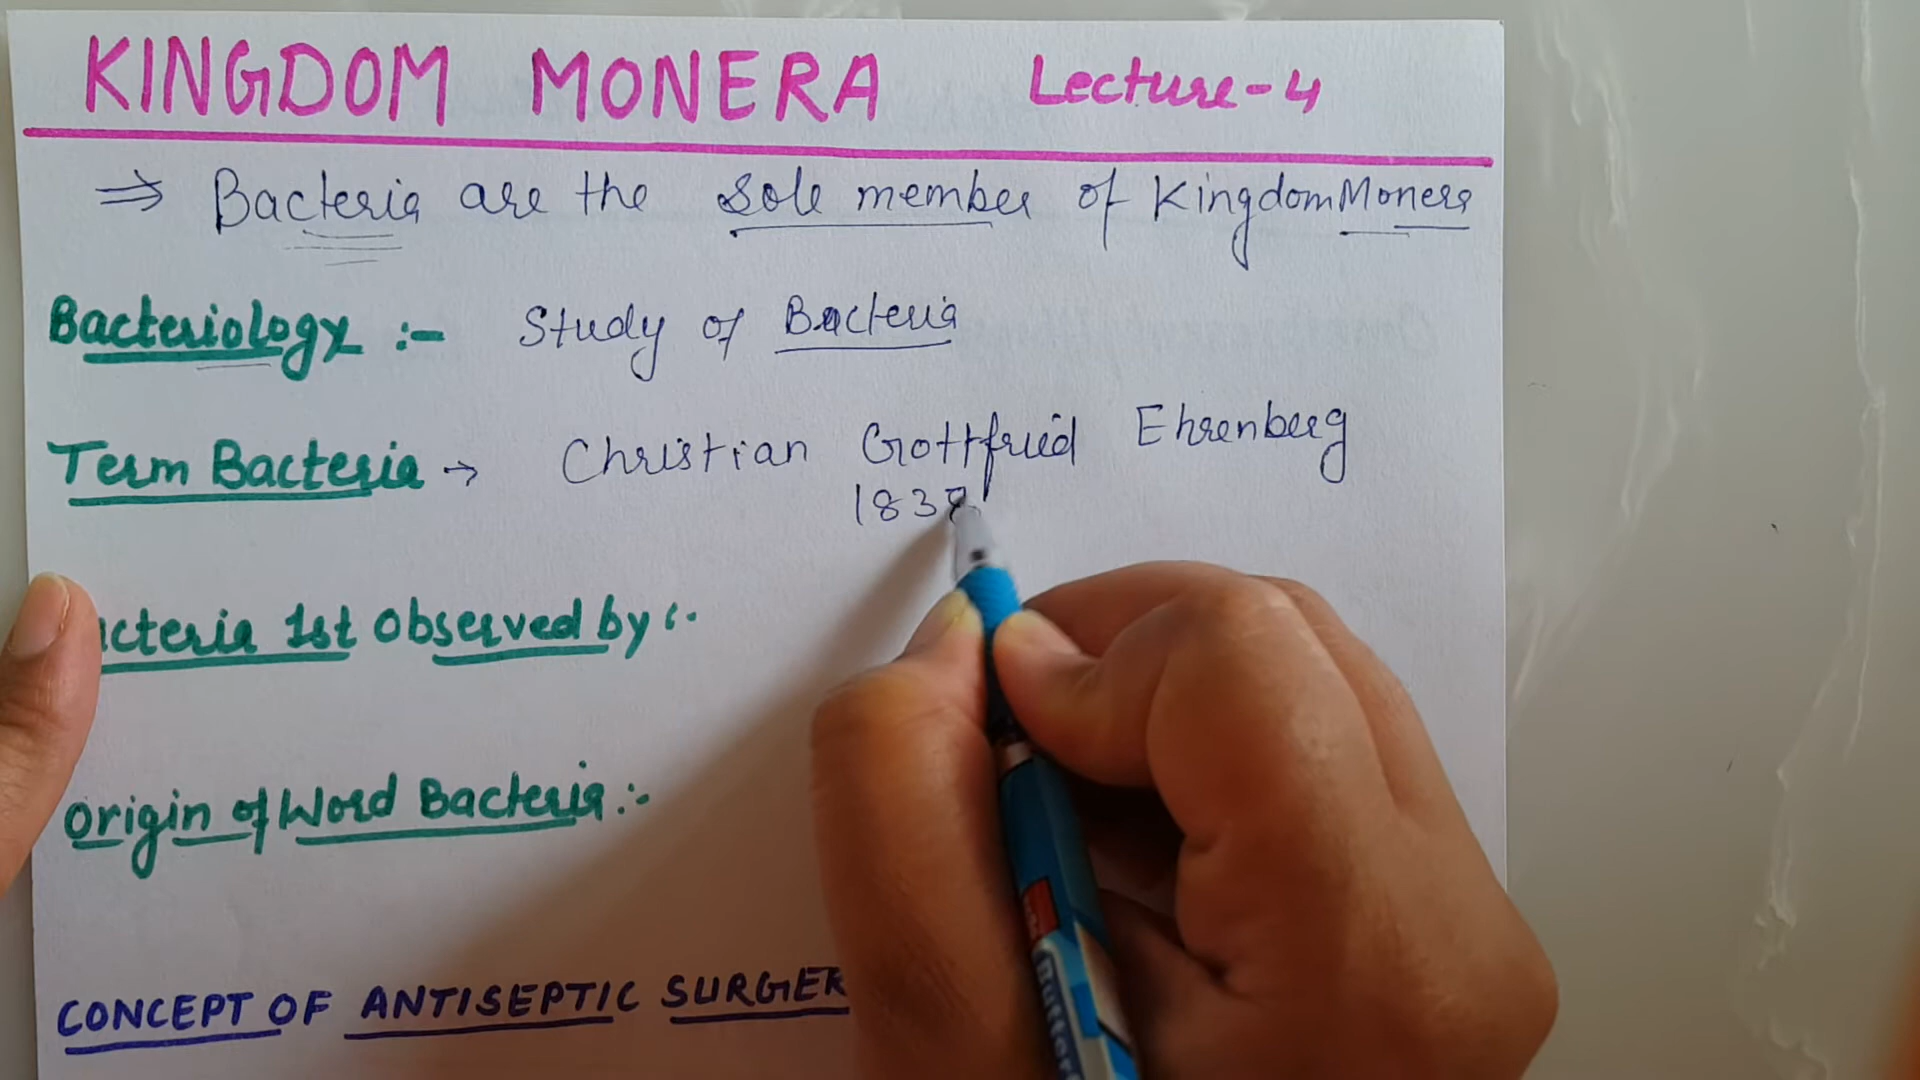 KINGDOM MONERA Lecture-4
⇒ Bacteria are the sole member of Kingdom Monera
Bacteriology :- Study of Bacteria
Term Bacteria → Christian Gottfried Ehrenberg
1838
acteria 1st Observed by :-
Origin of Word Bacteria :-
CONCEPT OF ANTISEPTIC SURGER